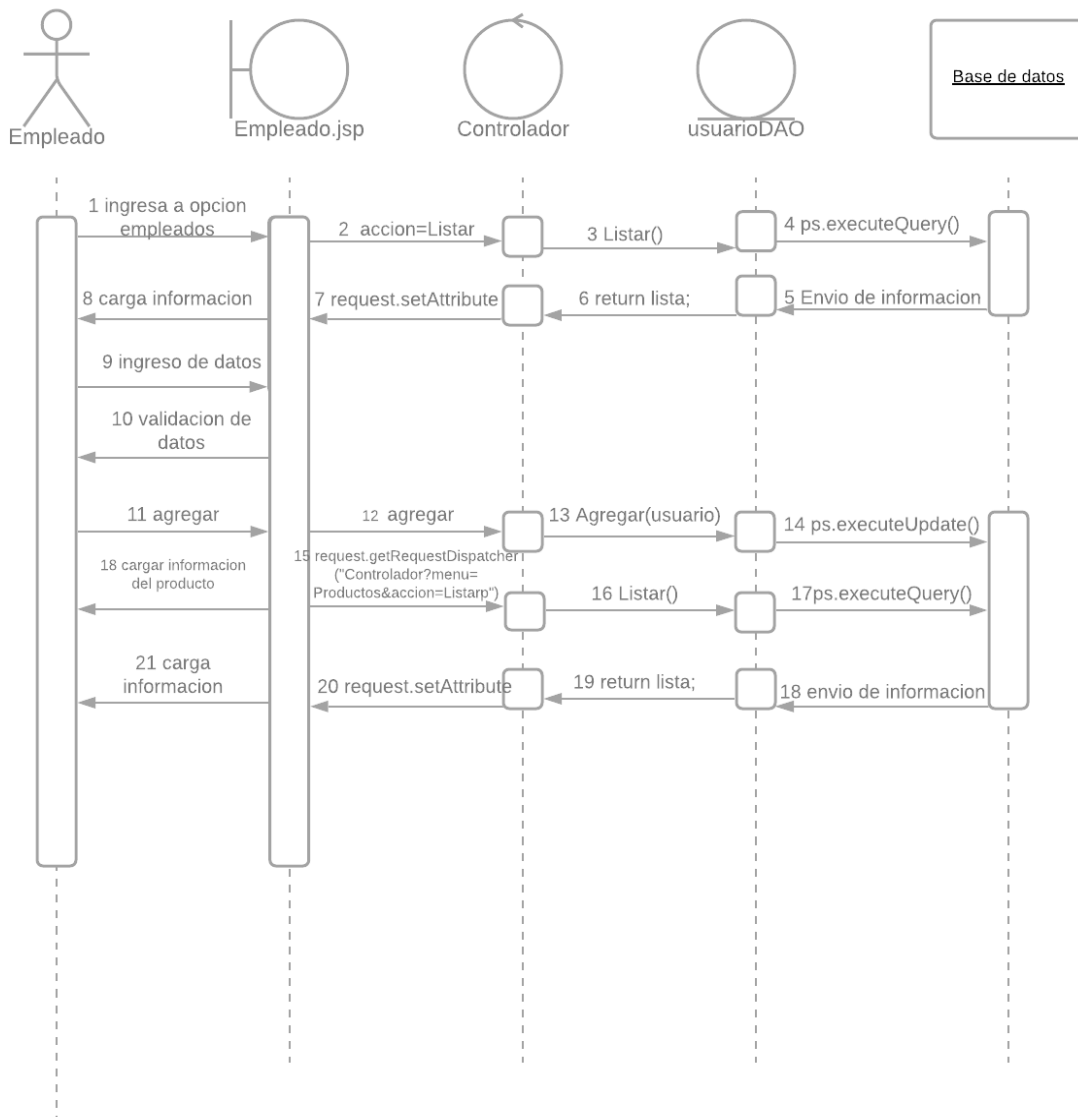 Empleado
Empleado.jsp
Controlador
usuarioDAO
Base de datos
1 ingresa a opcion
empleados
2 accion=Listar
3 Listar()
4 ps.executeQuery()
8 carga informacion
7 request.setAttribute
6 return lista;
5 Envio de informacion
9 ingreso de datos
10 validacion de
datos
11 agregar
12 agregar
13 Agregar(usuario)
14 ps.executeUpdate()
18 cargar informacion
del producto
15 request.getRequestDispatcher
("Controlador?menu=
Productos&accion=Listarp")
16 Listar()
17ps.executeQuery()
21 carga
informacion
20 request.setAttribute
19 return lista;
18 envio de informacion